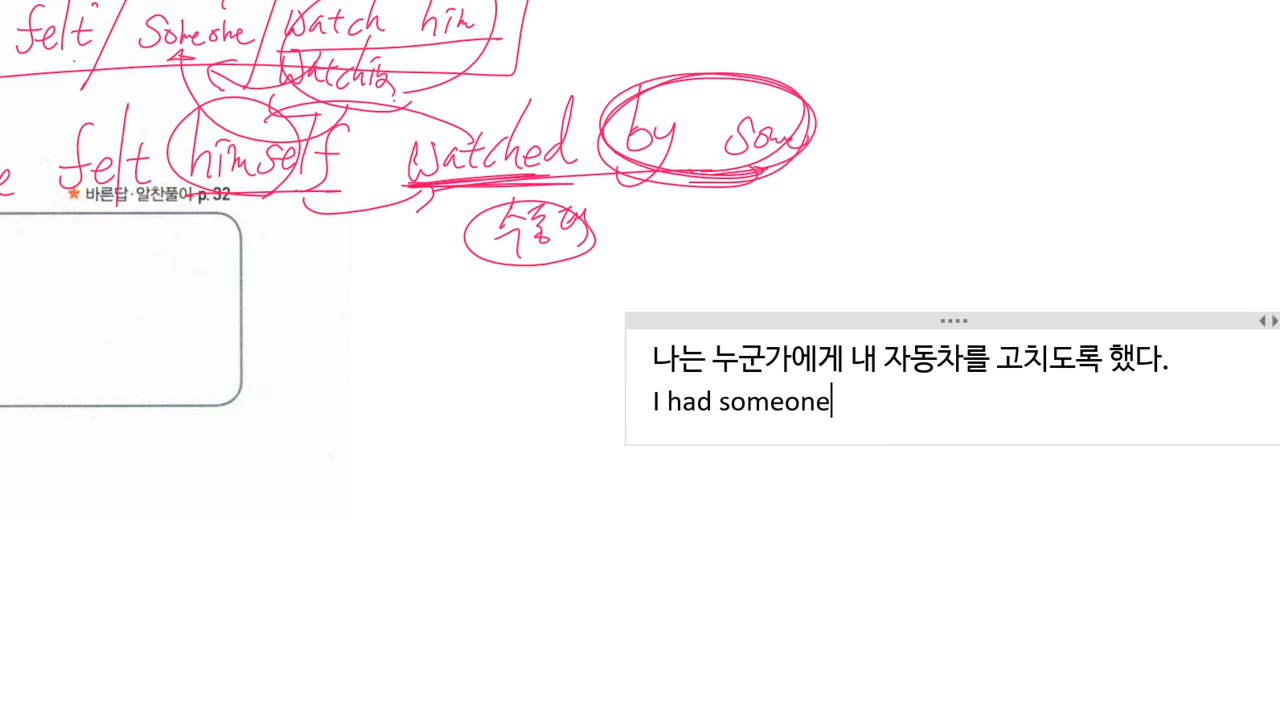 felt / Someone / Watch him
Watching
felt himself watched by some
★ 바른답·알찬풀이 p. 32
수동
나는 누군가에게 내 자동차를 고치도록 했다.
I had someone